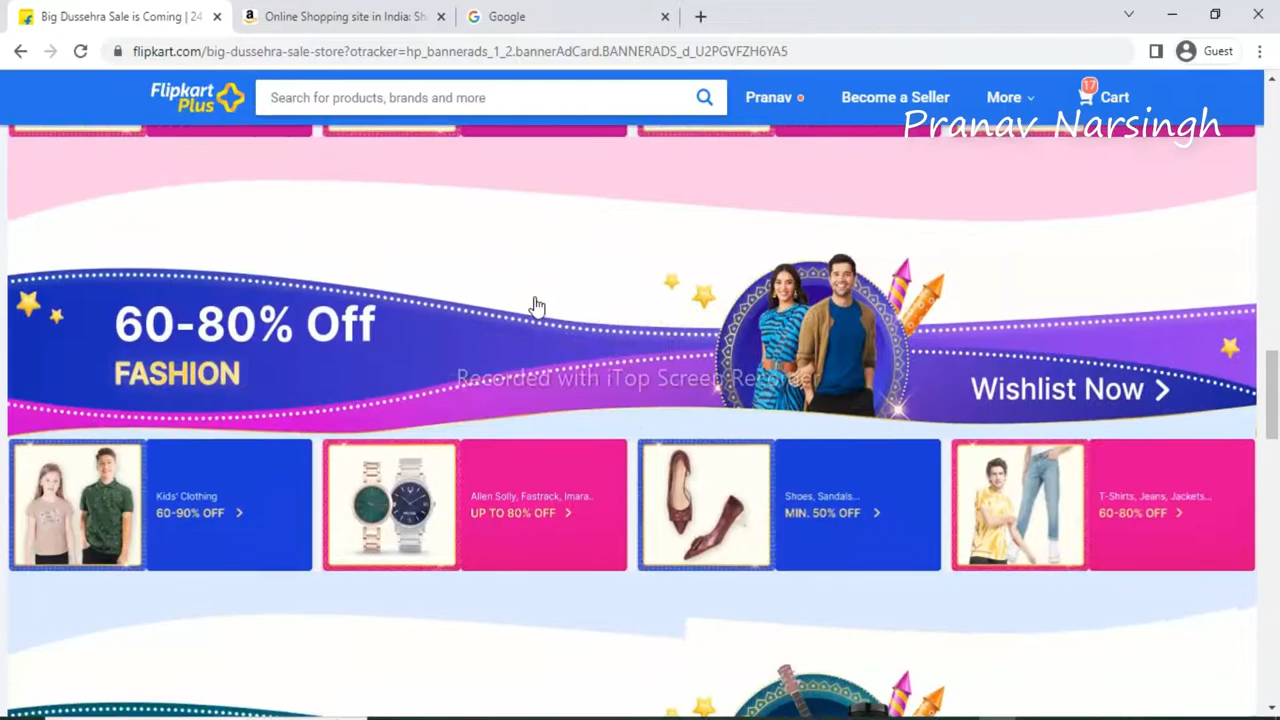 Big Dussehra Sale is Coming | 24
Online Shopping site in India: Sh
Google
flipkart.com/big-dussehra-sale-store?otracker=hp_bannerads_1_2.bannerAdCard.BANNERADS_d_U2PGVFZH6YA5
Guest
Flipkart
Plus
Search for products, brands and more
Pranav
Become a Seller
More
17
Cart
Pranav Narsingh
60-80% Off
FASHION
Recorded with iTop Screen Recorder
Wishlist Now
Kids' Clothing
60-90% OFF
Allen Solly, Fastrack, Imara..
UP TO 80% OFF
Shoes, Sandals...
MIN. 50% OFF
T-Shirts, Jeans, Jackets...
60-80% OFF